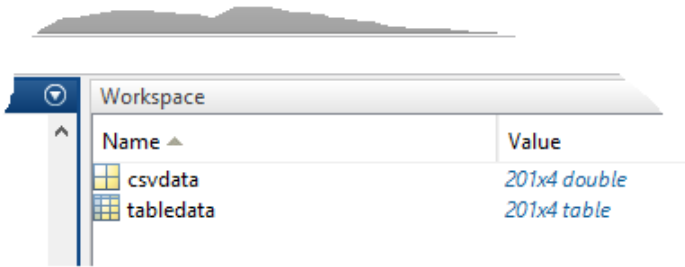 Workspace
Name Value
csvdata 201x4 double
tabledata 201x4 table